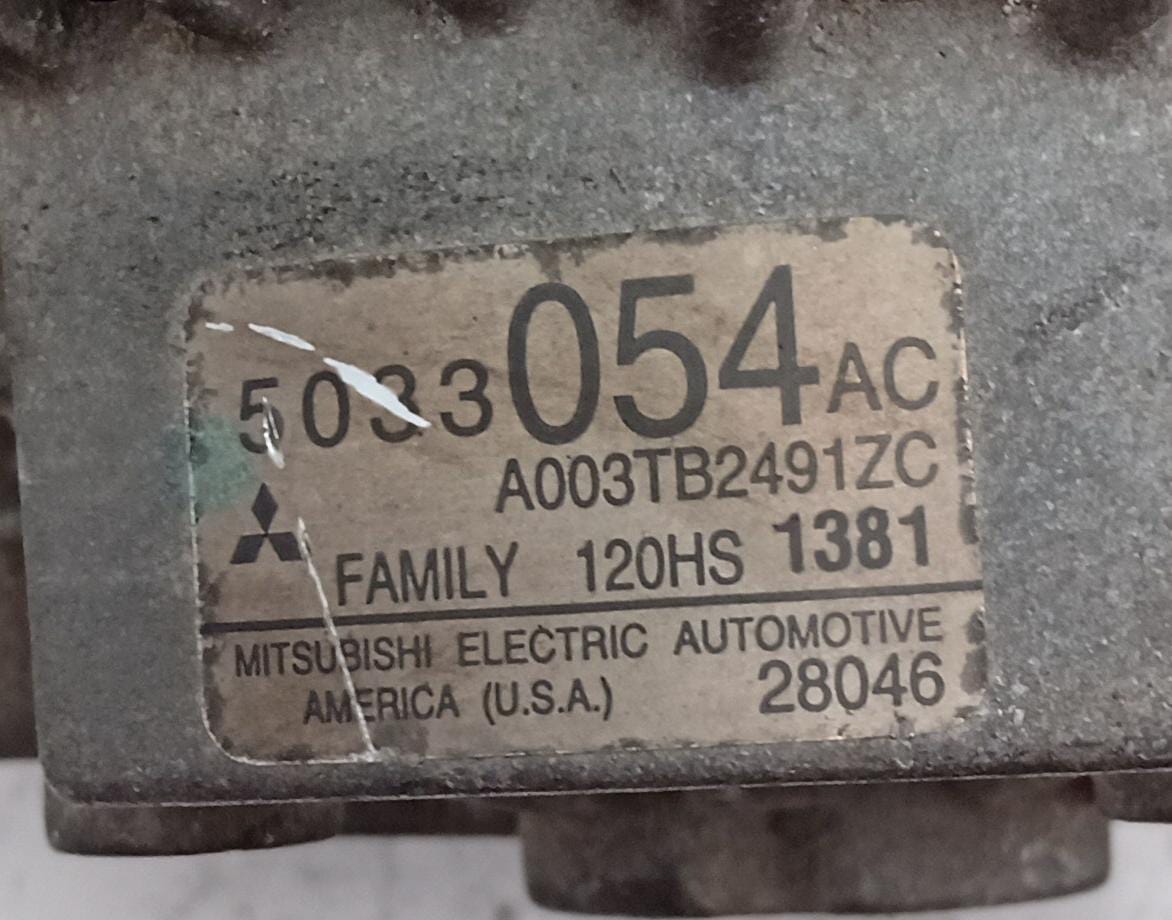 5033054AC
A003TB2491ZC
FAMILY 120HS 1381
MITSUBISHI ELECTRIC AUTOMOTIVE
AMERICA (U.S.A.) 28046